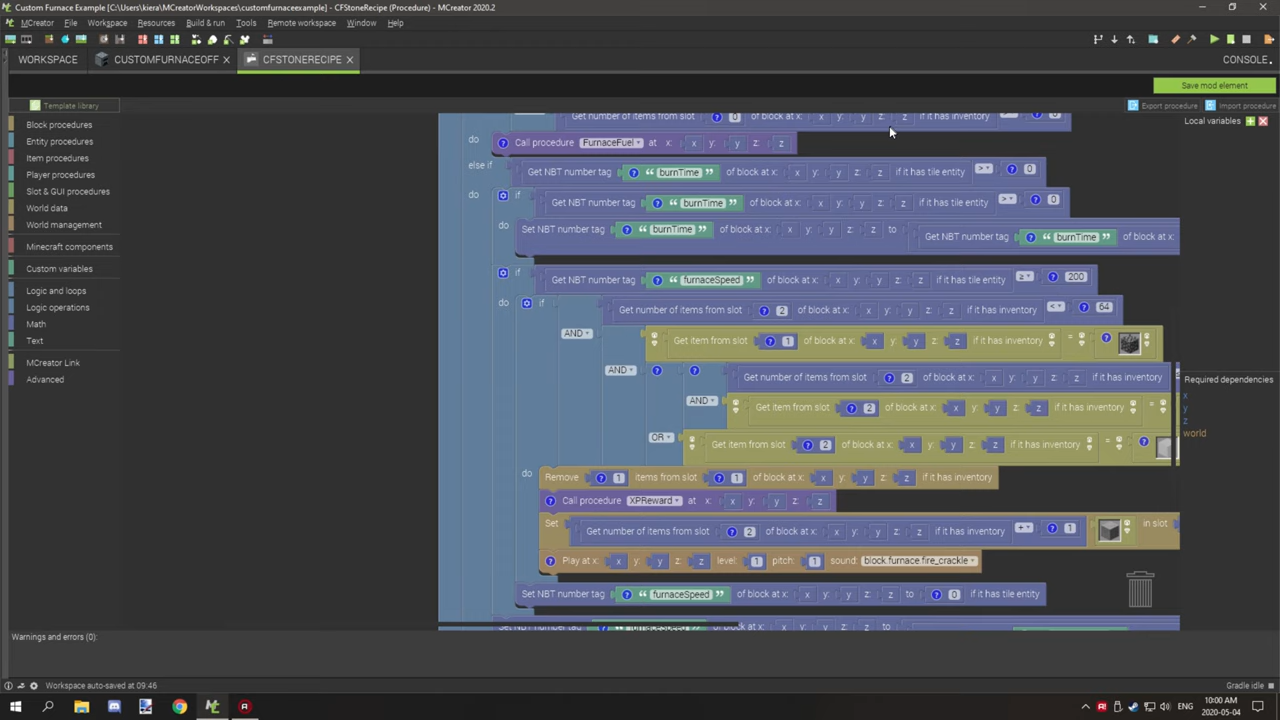 Custom Furnace Example [C:\Users\kiera\MCreatorWorkspaces\customfurnaceexample] - CFStoneRecipe (Procedure) - MCreator 2020.2
MCreator File Workspace Resources Build & run Tools Remote workspace Window Help
WORKSPACE CUSTOMFURNACEOFF × CFSTONERECIPE × CONSOLE
Save mod element
Template library Export procedure Import procedure
Get number of items from slot 0 of block at x: x y: y z: z if it has inventory
Local variables
Block procedures
Entity procedures
Item procedures
Player procedures
Slot & GUI procedures
World data
World management
Minecraft components
Custom variables
Logic and loops
Logic operations
Math
Text
MCreator Link
Advanced
do Call procedure FurnaceFuel at x: x y: y z: z
else if Get NBT number tag “ burnTime ” of block at x: x y: y z: z if it has tile entity > 0
do if Get NBT number tag “ burnTime ” of block at x: x y: y z: z if it has tile entity > 0
do Set NBT number tag “ burnTime ” of block at x: x y: y z: z to Get NBT number tag “ burnTime ” of block at x:
if Get NBT number tag “ furnaceSpeed ” of block at x: x y: y z: z if it has tile entity ≥ 200
do if Get number of items from slot 2 of block at x: x y: y z: z if it has inventory < 64
AND Get item from slot 1 of block at x: x y: y z: z if it has inventory =
AND Get number of items from slot 2 of block at x: x y: y z: z if it has inventory
AND Get item from slot 2 of block at x: x y: y z: z if it has inventory =
OR Get item from slot 2 of block at x: x y: y z: z if it has inventory =
do Remove 1 items from slot 1 of block at x: x y: y z: z if it has inventory
Call procedure XPReward at x: x y: y z: z
Set Get number of items from slot 2 of block at x: x y: y z: z if it has inventory + 1 in slot
Play at x: x y: y z: z level: 1 pitch: 1 sound: block.furnace.fire_crackle
Set NBT number tag “ furnaceSpeed ” of block at x: x y: y z: z to 0 if it has tile entity
Set NBT number tag “ furnaceSpeed ” of block at x: x y: y z: z to
Required dependencies
x
y
z
world
Warnings and errors (0):
Workspace auto-saved at 09:46 Gradle idle
ENG 10:00 AM
2020-05-04